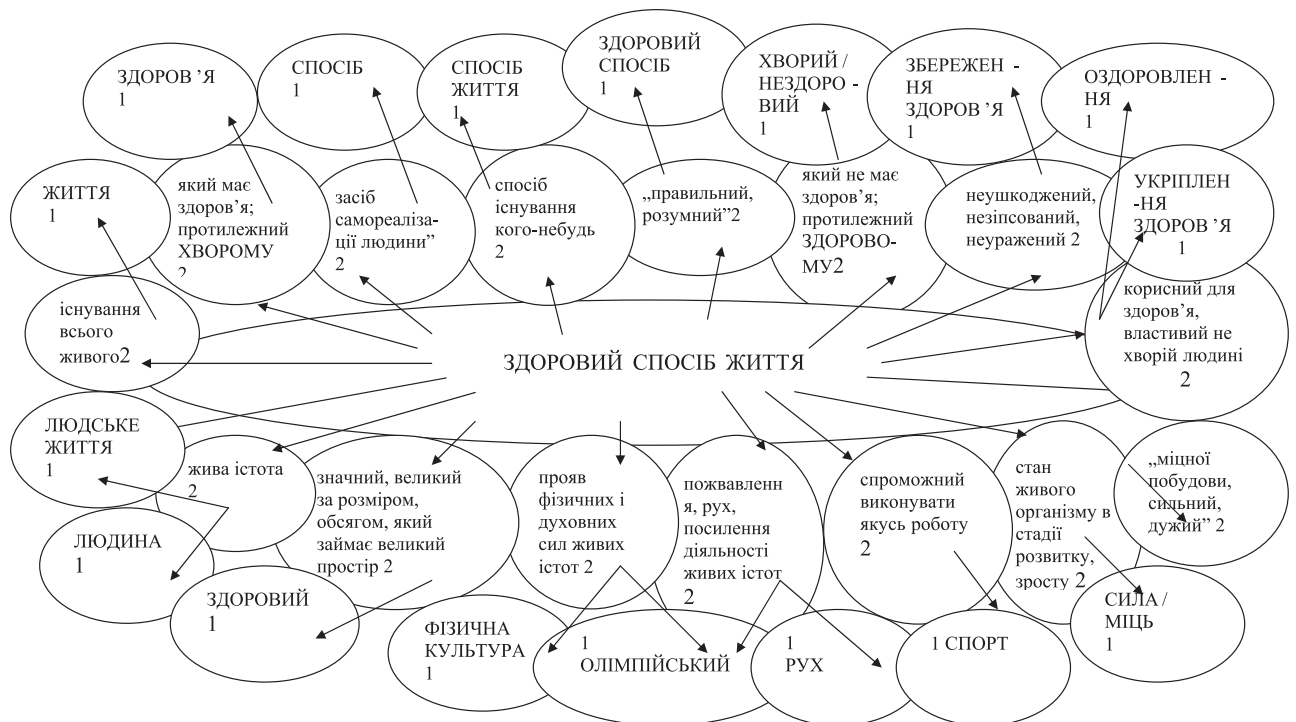 ЗДОРОВ ’Я
1
СПОСІБ
1
СПОСІБ
ЖИТТЯ
1
ЗДОРОВИЙ
СПОСІБ
1
ХВОРИЙ /
НЕЗДОРО -
ВИЙ
1
ЗБЕРЕЖЕН -
НЯ
ЗДОРОВ ’Я
1
ОЗДОРОВЛЕН -
НЯ
1
ЖИТТЯ
1
який має
здоров’я;
протилежний
ХВОРОМУ
2
засіб
самореаліза-
ції людини”
2
спосіб
існування
кого-небудь
2
„правильний,
розумний”2
який не має
здоров’я;
протилежний
ЗДОРОВО-
МУ2
неушкоджений,
незіпсований,
неуражений 2
УКРІПЛЕН
-НЯ
ЗДОРОВ ’Я
1
існування
всього
живого2
ЗДОРОВИЙ СПОСІБ ЖИТТЯ
корисний для
здоров’я,
властивий не
хворій людині
2
ЛЮДСЬКЕ
ЖИТТЯ
1
жива істота
2
значний, великий
за розміром,
обсягом, який
займає великий
простір 2
прояв
фізичних і
духовних
сил живих
істот 2
пожвавленн
я, рух,
посилення
діяльності
живих істот
2
спроможний
виконувати
якусь роботу
2
стан
живого
організму в
стадії
розвитку,
зросту 2
„міцної
побудови,
сильний,
дужий” 2
ЛЮДИНА
1
ЗДОРОВИЙ
1
ФІЗИЧНА
КУЛЬТУРА
1
1
ОЛІМПІЙСЬКИЙ
1
РУХ
1 СПОРТ
СИЛА /
МІЦЬ
1